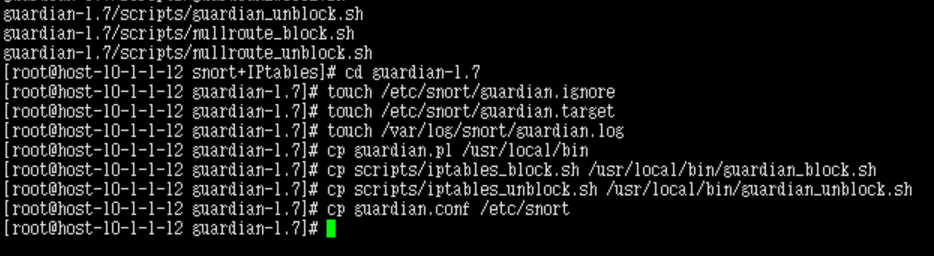 guardian-1.7/scripts/guardian_unblock.sh
guardian-1.7/scripts/nullroute_block.sh
guardian-1.7/scripts/nullroute_unblock.sh
[root@host-10-1-1-12 snort+IPtables]# cd guardian-1.7
[root@host-10-1-1-12 guardian-1.7]# touch /etc/snort/guardian.ignore
[root@host-10-1-1-12 guardian-1.7]# touch /etc/snort/guardian.target
[root@host-10-1-1-12 guardian-1.7]# touch /var/log/snort/guardian.log
[root@host-10-1-1-12 guardian-1.7]# cp guardian.pl /usr/local/bin
[root@host-10-1-1-12 guardian-1.7]# cp scripts/iptables_block.sh /usr/local/bin/guardian_block.sh
[root@host-10-1-1-12 guardian-1.7]# cp scripts/iptables_unblock.sh /usr/local/bin/guardian_unblock.sh
[root@host-10-1-1-12 guardian-1.7]# cp guardian.conf /etc/snort
[root@host-10-1-1-12 guardian-1.7]#